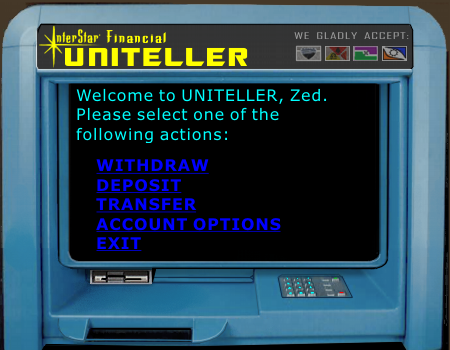 InterStar Financial
UNITELLER
WE GLADLY ACCEPT:
Welcome to UNITELLER, Zed.
Please select one of the
following actions:
WITHDRAW
DEPOSIT
TRANSFER
ACCOUNT OPTIONS
EXIT